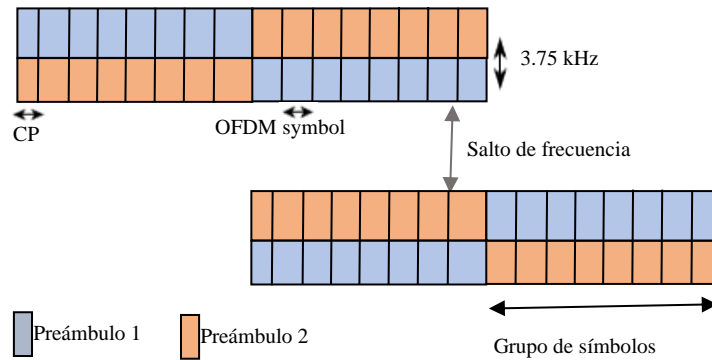 3.75 kHz
CP
OFDM symbol
Salto de frecuencia
Preámbulo 1
Preámbulo 2
Grupo de símbolos